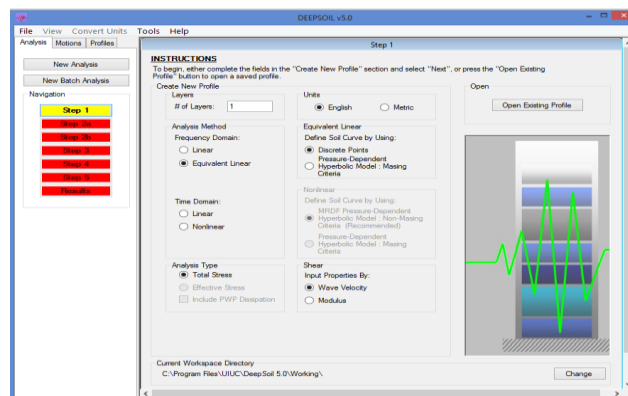 DEEPSOIL v5.0
File View Convert Units Tools Help
Analysis Motions Profiles
Step 1
New Analysis
New Batch Analysis
Navigation
Step 1
Step 2a
Step 2b
Step 3
Step 4
Step 5
Results
INSTRUCTIONS
To begin, either complete the fields in the "Create New Profile" section and select "Next", or press the "Open Existing
Profile" button to open a saved profile.
Create New Profile
Layers
# of Layers: 1
Units
English Metric
Open
Open Existing Profile
Analysis Method
Frequency Domain:
Linear
Equivalent Linear
Time Domain:
Linear
Nonlinear
Equivalent Linear
Define Soil Curve by Using:
Discrete Points
Pressure-Dependent
Hyperbolic Model : Masing
Criteria
Nonlinear
Define Soil Curve by Using:
MRDF Pressure-Dependent
Hyperbolic Model : Non-Masing
Criteria (Recommended)
Pressure-Dependent
Hyperbolic Model : Masing
Criteria
Analysis Type
Total Stress
Effective Stress
Include PWP Dissipation
Shear
Input Properties By:
Wave Velocity
Modulus
Current Workspace Directory
C:\Program Files\UIUC\DeepSoil 5.0\Working\
Change